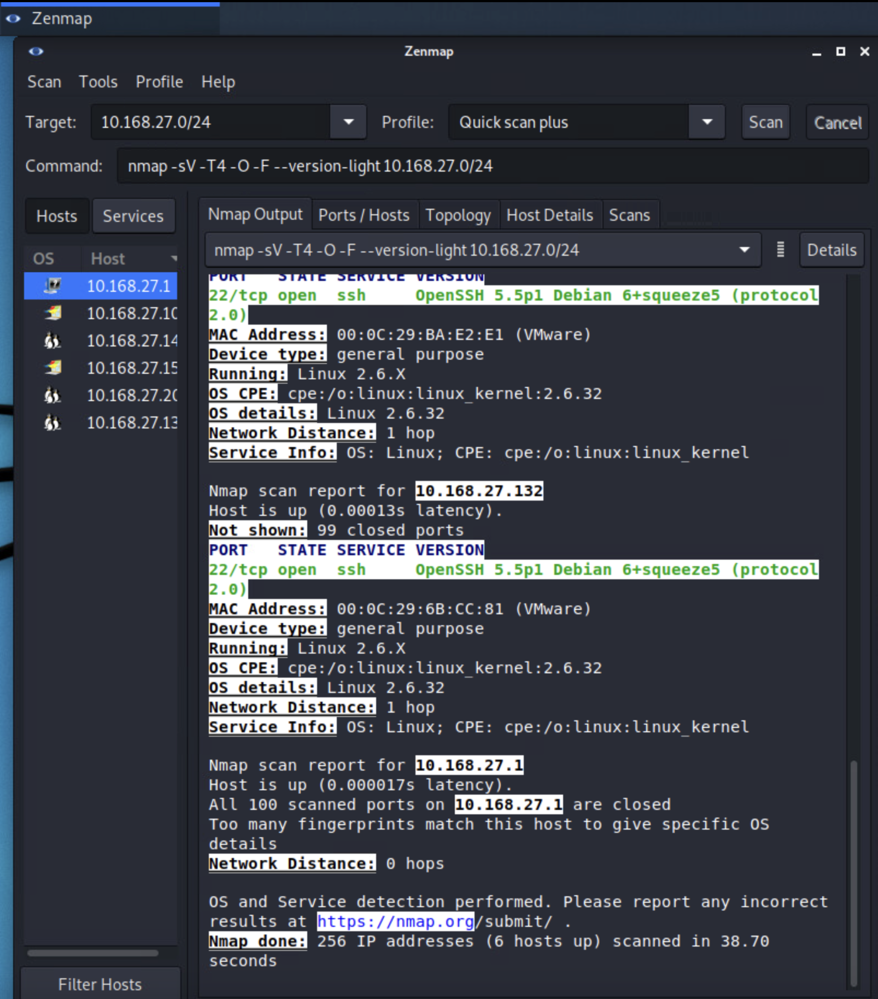 Zenmap
Zenmap
Scan Tools Profile Help
Target: 10.168.27.0/24 Profile: Quick scan plus Scan Cancel
Command: nmap -sV -T4 -O -F --version-light 10.168.27.0/24
Hosts Services
OS Host
10.168.27.1
10.168.27.10
10.168.27.14
10.168.27.15
10.168.27.20
10.168.27.13
Filter Hosts
Nmap Output Ports / Hosts Topology Host Details Scans
nmap -sV -T4 -O -F --version-light 10.168.27.0/24 Details
PORT STATE SERVICE VERSION
22/tcp open ssh OpenSSH 5.5p1 Debian 6+squeeze5 (protocol
2.0)
MAC Address: 00:0C:29:BA:E2:E1 (VMware)
Device type: general purpose
Running: Linux 2.6.X
OS CPE: cpe:/o:linux:linux_kernel:2.6.32
OS details: Linux 2.6.32
Network Distance: 1 hop
Service Info: OS: Linux; CPE: cpe:/o:linux:linux_kernel
Nmap scan report for 10.168.27.132
Host is up (0.00013s latency).
Not shown: 99 closed ports
PORT STATE SERVICE VERSION
22/tcp open ssh OpenSSH 5.5p1 Debian 6+squeeze5 (protocol
2.0)
MAC Address: 00:0C:29:6B:CC:81 (VMware)
Device type: general purpose
Running: Linux 2.6.X
OS CPE: cpe:/o:linux:linux_kernel:2.6.32
OS details: Linux 2.6.32
Network Distance: 1 hop
Service Info: OS: Linux; CPE: cpe:/o:linux:linux_kernel
Nmap scan report for 10.168.27.1
Host is up (0.000017s latency).
All 100 scanned ports on 10.168.27.1 are closed
Too many fingerprints match this host to give specific OS
details
Network Distance: 0 hops
OS and Service detection performed. Please report any incorrect
results at https://nmap.org/submit/ .
Nmap done: 256 IP addresses (6 hosts up) scanned in 38.70
seconds